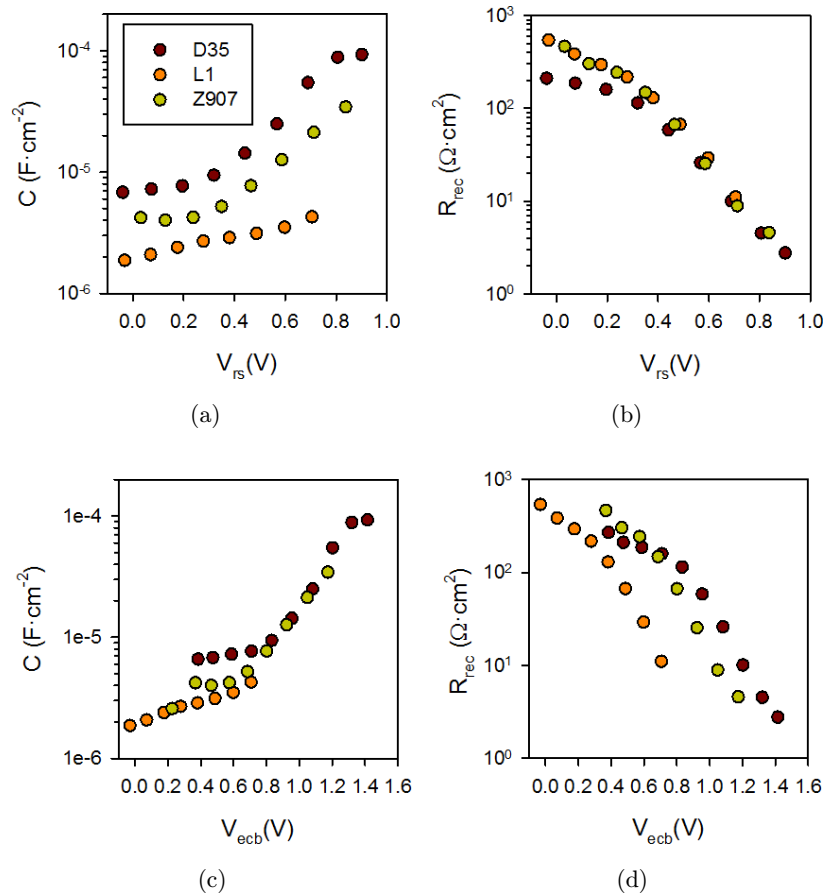 10⁻⁴
10⁻⁵
10⁻⁶
C (F·cm⁻²)
D35
L1
Z907
0.0 0.2 0.4 0.6 0.8 1.0
V_rs(V)
(a)
10³
10²
10¹
10⁰
R_rec (Ω·cm²)
0.0 0.2 0.4 0.6 0.8 1.0
V_rs(V)
(b)
1e-4
1e-5
1e-6
C (F·cm⁻²)
0.0 0.2 0.4 0.6 0.8 1.0 1.2 1.4 1.6
V_ecb(V)
(c)
10³
10²
10¹
10⁰
R_rec (Ω·cm²)
0.0 0.2 0.4 0.6 0.8 1.0 1.2 1.4 1.6
V_ecb(V)
(d)